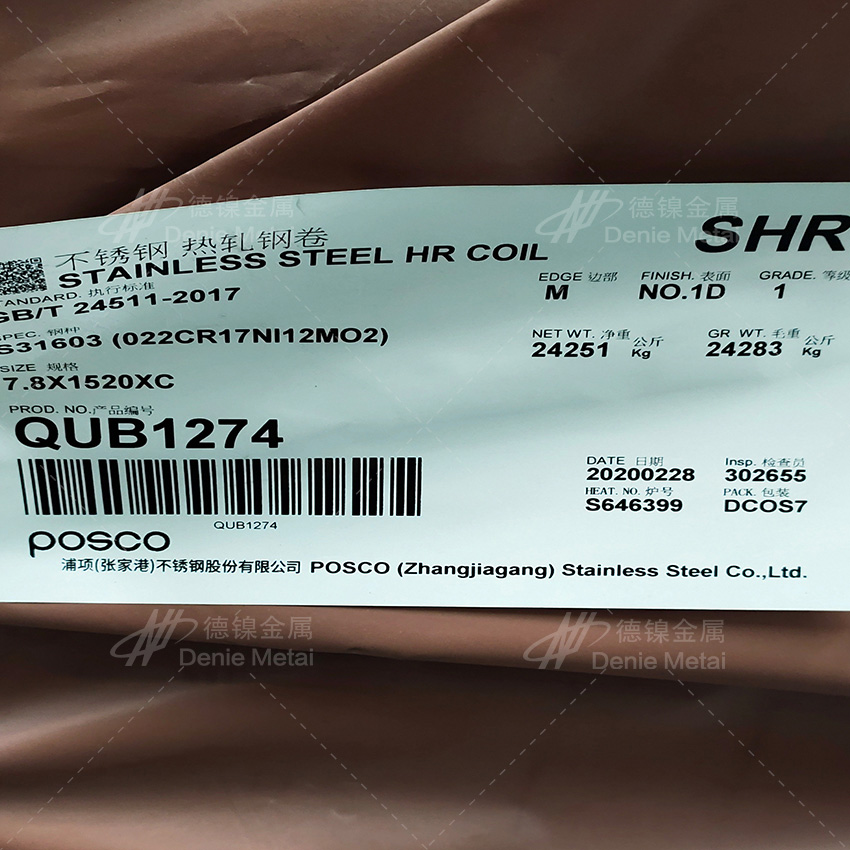 德镍金属
Denie Metal
德镍金属
Denie Metal
SHR
不锈钢 热轧钢卷
STAINLESS STEEL HR COIL
STANDARD. 执行标准
GB/T 24511-2017
EDGE 边部 FINISH. 表面 GRADE. 等级
M NO.1D 1
SPEC. 钢种
S31603 (022CR17NI12MO2)
NET WT. 净重 公斤 GR WT. 毛重 公斤
24251 Kg 24283 Kg
SIZE 规格
7.8X1520XC
PROD. NO.产品编号
QUB1274
QUB1274
DATE 日期 Insp. 检查员
20200228 302655
HEAT. NO. 炉号 PACK. 包装
S646399 DCOS7
posco
浦项(张家港)不锈钢股份有限公司 POSCO (Zhangjiagang) Stainless Steel Co.,Ltd.
德镍金属
Denie Metal
德镍金属
Denie Metal